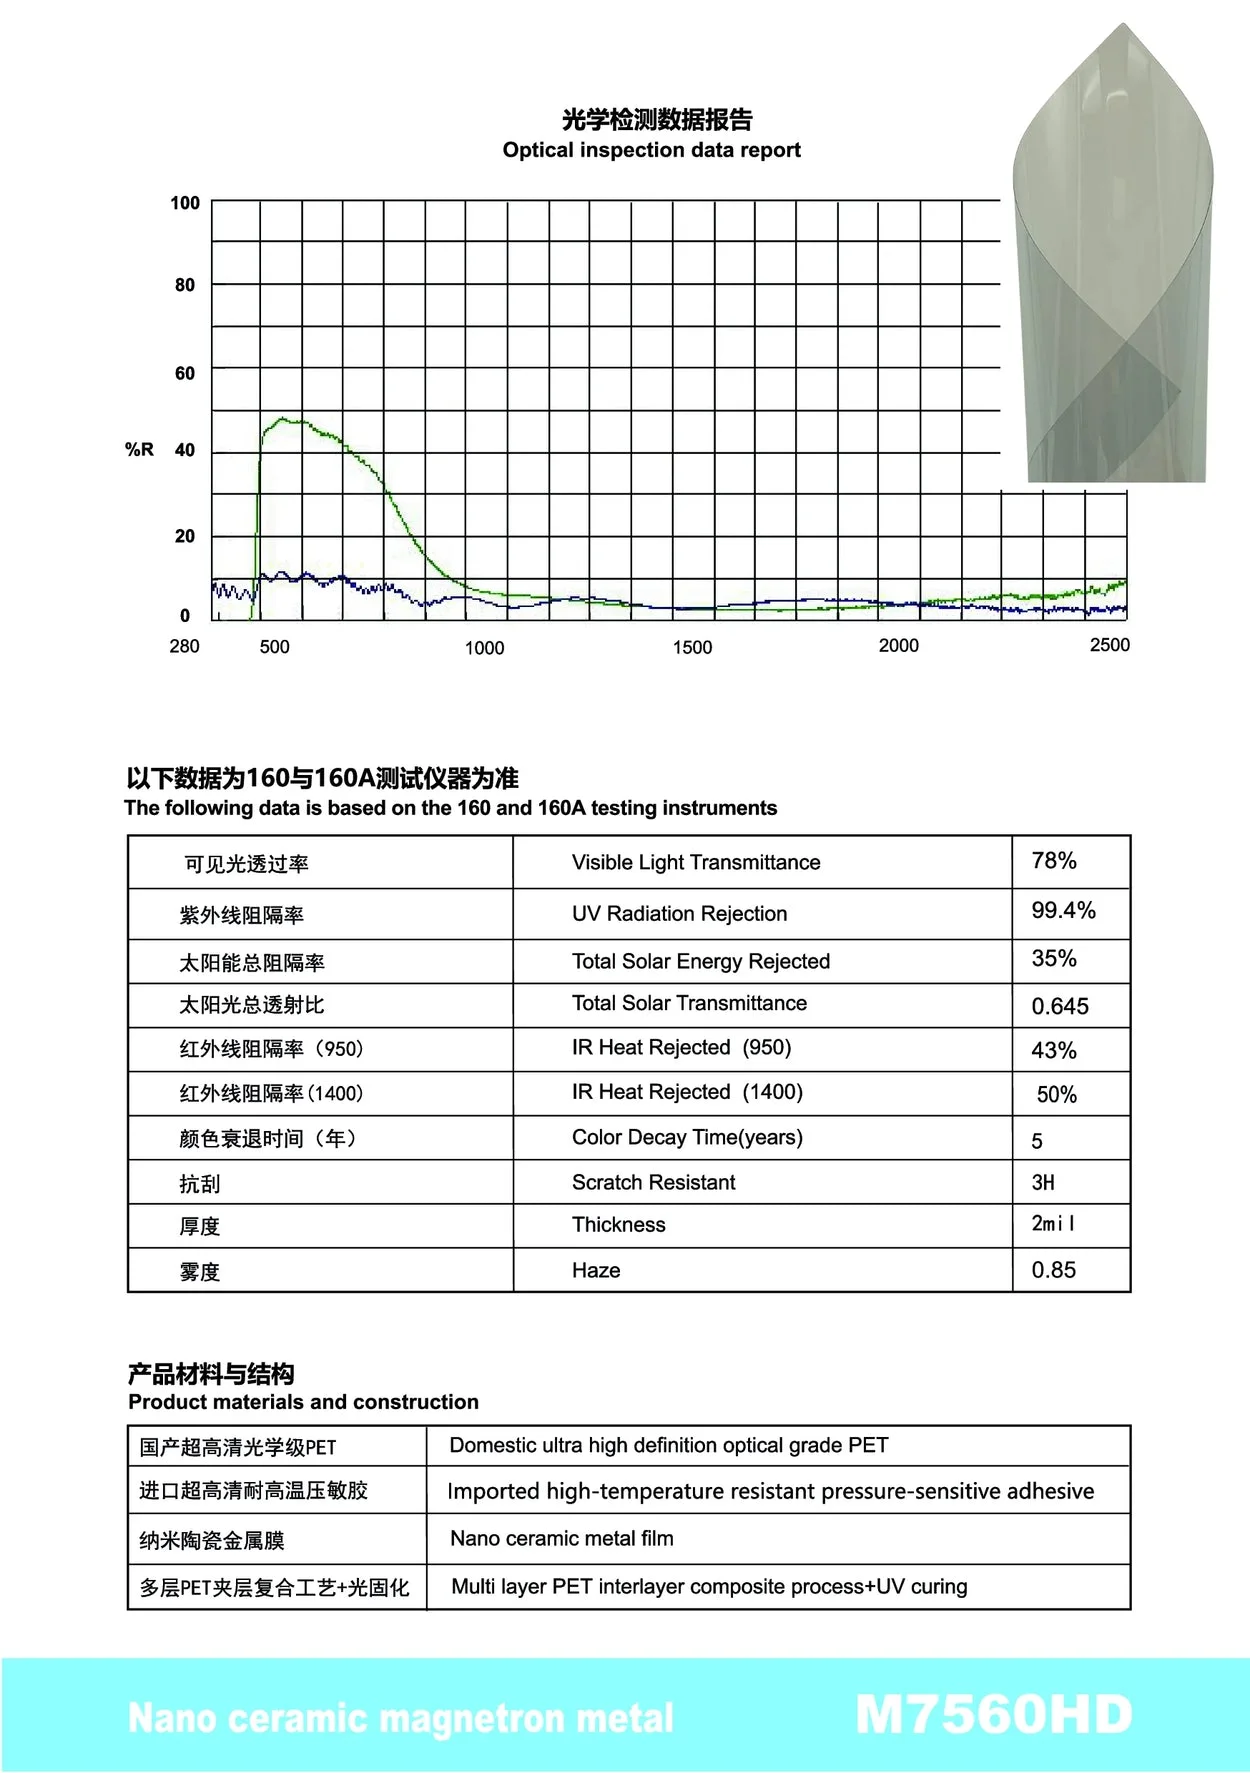 光学检测数据报告
Optical inspection data report
100
80
60
%R 40
20
0
280 500 1000 1500 2000 2500
以下数据为160与160A测试仪器为准
The following data is based on the 160 and 160A testing instruments
可见光透过率 Visible Light Transmittance 78%
紫外线阻隔率 UV Radiation Rejection 99.4%
太阳能总阻隔率 Total Solar Energy Rejected 35%
太阳光总透射比 Total Solar Transmittance 0.645
红外线阻隔率（950） IR Heat Rejected (950) 43%
红外线阻隔率(1400) IR Heat Rejected (1400) 50%
颜色衰退时间（年） Color Decay Time(years) 5
抗刮 Scratch Resistant 3H
厚度 Thickness 2mil
雾度 Haze 0.85
产品材料与结构
Product materials and construction
国产超高清光学级PET Domestic ultra high definition optical grade PET
进口超高清耐高温压敏胶 Imported high-temperature resistant pressure-sensitive adhesive
纳米陶瓷金属膜 Nano ceramic metal film
多层PET夹层复合工艺+光固化 Multi layer PET interlayer composite process+UV curing
Nano ceramic magnetron metal M7560HD